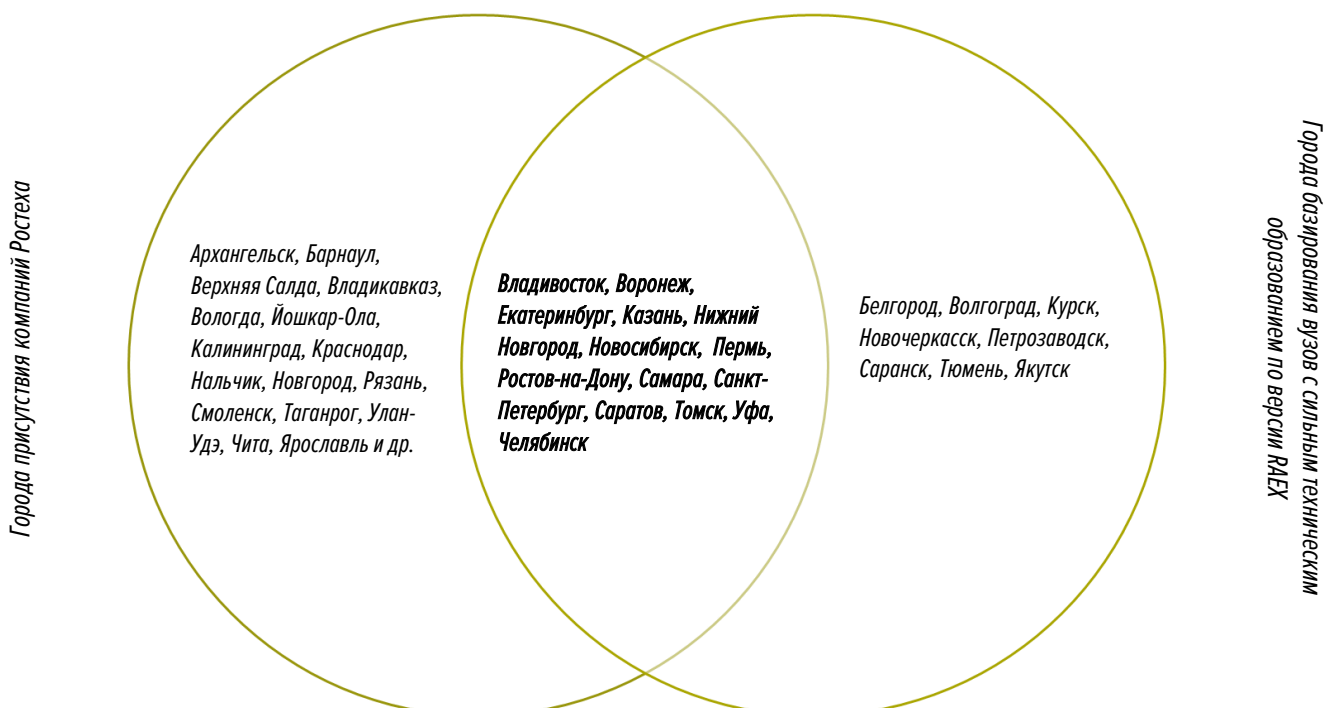 Города присутствия компаний Ростеха
Архангельск, Барнаул,
Верхняя Салда, Владикавказ,
Вологда, Йошкар-Ола,
Калининград, Краснодар,
Нальчик, Новгород, Рязань,
Смоленск, Таганрог, Улан-
Удэ, Чита, Ярославль и др.
Владивосток, Воронеж,
Екатеринбург, Казань, Нижний
Новгород, Новосибирск, Пермь,
Ростов-на-Дону, Самара, Санкт-
Петербург, Саратов, Томск, Уфа,
Челябинск
Белгород, Волгоград, Курск,
Новочеркасск, Петрозаводск,
Саранск, Тюмень, Якутск
Города базирования вузов с сильным техническим
образованием по версии RAEX